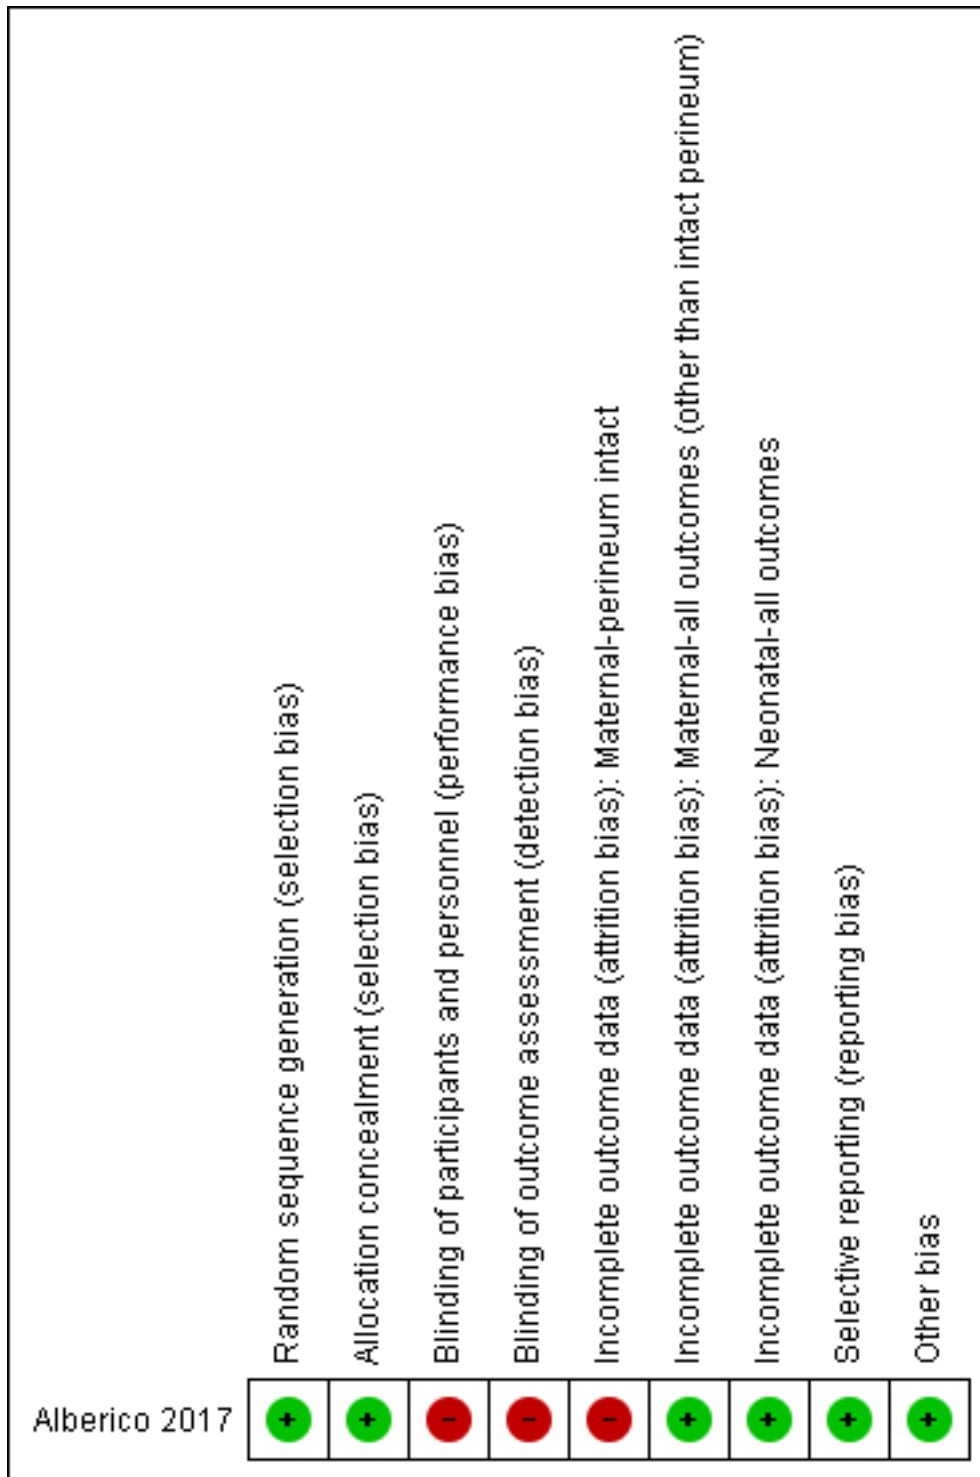 Random sequence generation (selection bias)
Allocation concealment (selection bias)
Blinding of participants and personnel (performance bias)
Blinding of outcome assessment (detection bias)
Incomplete outcome data (attrition bias): Maternal-perineum intact
Incomplete outcome data (attrition bias): Maternal-all outcomes (other than intact perineum)
Incomplete outcome data (attrition bias): Neonatal-all outcomes
Selective reporting (reporting bias)
Other bias
Alberico 2017 + + - - - + + + +